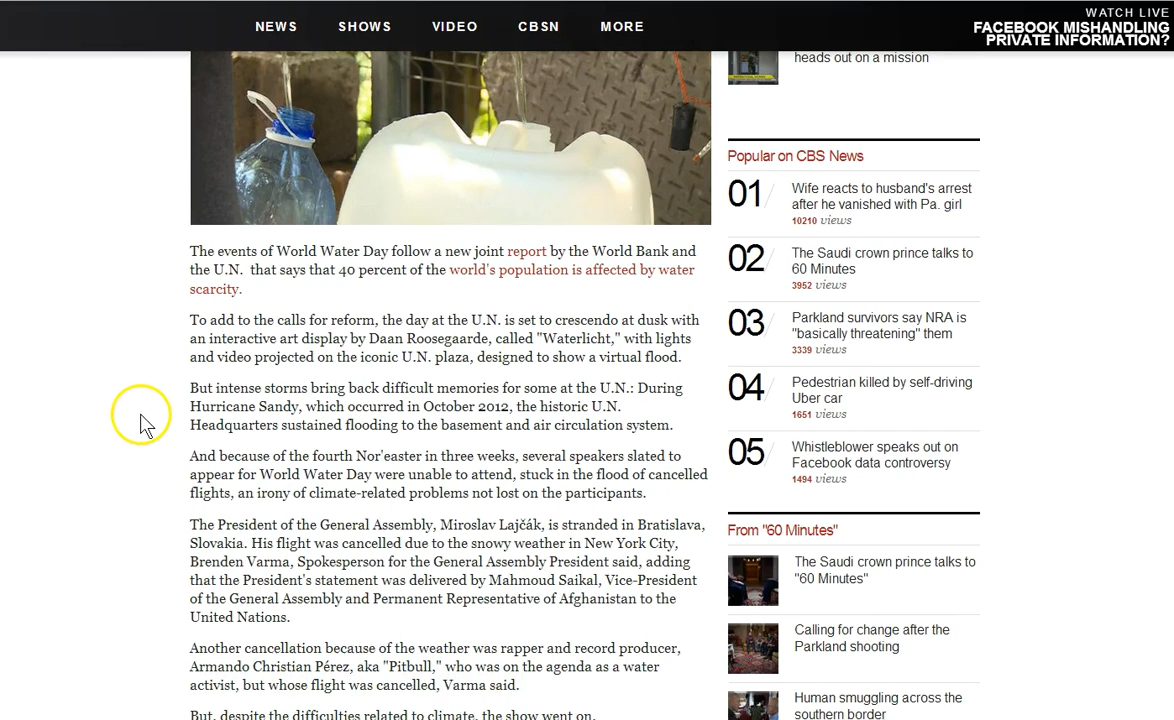 NEWS SHOWS VIDEO CBSN MORE
WATCH LIVE
FACEBOOK MISHANDLING
PRIVATE INFORMATION?
heads out on a mission
The events of World Water Day follow a new joint report by the World Bank and
the U.N. that says that 40 percent of the world's population is affected by water
scarcity.
To add to the calls for reform, the day at the U.N. is set to crescendo at dusk with
an interactive art display by Daan Roosegaarde, called "Waterlicht," with lights
and video projected on the iconic U.N. plaza, designed to show a virtual flood.
But intense storms bring back difficult memories for some at the U.N.: During
Hurricane Sandy, which occurred in October 2012, the historic U.N.
Headquarters sustained flooding to the basement and air circulation system.
And because of the fourth Nor'easter in three weeks, several speakers slated to
appear for World Water Day were unable to attend, stuck in the flood of cancelled
flights, an irony of climate-related problems not lost on the participants.
The President of the General Assembly, Miroslav Lajčák, is stranded in Bratislava,
Slovakia. His flight was cancelled due to the snowy weather in New York City,
Brenden Varma, Spokesperson for the General Assembly President said, adding
that the President's statement was delivered by Mahmoud Saikal, Vice-President
of the General Assembly and Permanent Representative of Afghanistan to the
United Nations.
Another cancellation because of the weather was rapper and record producer,
Armando Christian Pérez, aka "Pitbull," who was on the agenda as a water
activist, but whose flight was cancelled, Varma said.
But, despite the difficulties related to climate, the show went on.
Popular on CBS News
01
Wife reacts to husband's arrest
after he vanished with Pa. girl
10210 views
02
The Saudi crown prince talks to
60 Minutes
3952 views
03
Parkland survivors say NRA is
"basically threatening" them
3339 views
04
Pedestrian killed by self-driving
Uber car
1651 views
05
Whistleblower speaks out on
Facebook data controversy
1494 views
From "60 Minutes"
The Saudi crown prince talks to
"60 Minutes"
Calling for change after the
Parkland shooting
Human smuggling across the
southern border